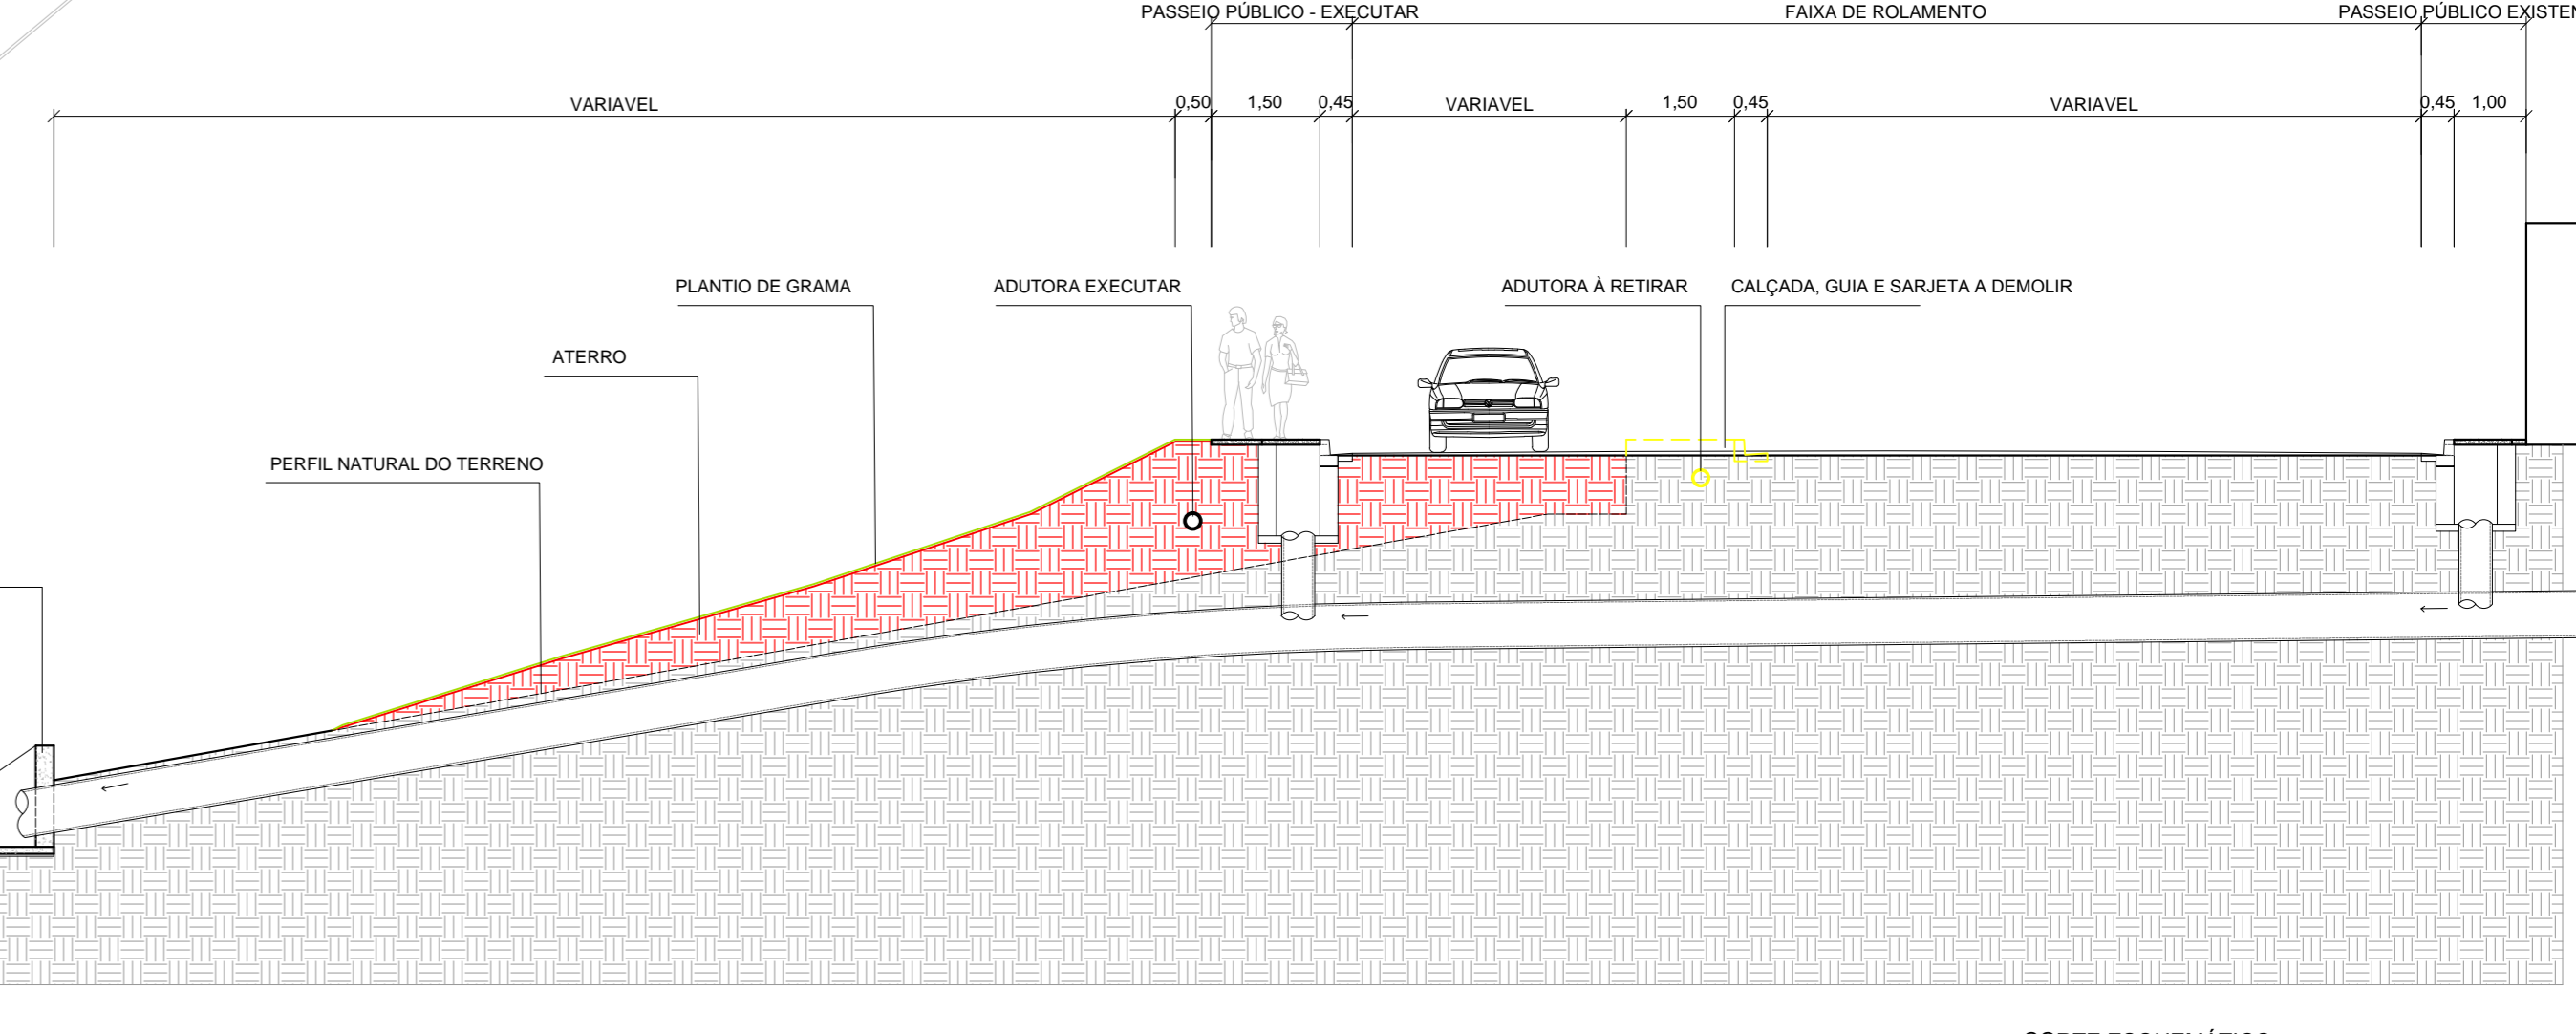 PASSEIO PÚBLICO - EXECUTAR
FAIXA DE ROLAMENTO
PASSEIO PÚBLICO
VARIAVEL
0,50
1,50
0,45
VARIAVEL
1,50
0,45
VARIAVEL
0,45
1,00
PLANTIO DE GRAMA
ADUTORA EXECUTAR
ADUTORA À RETIRAR
CALÇADA, GUIA E SARJETA A DEMOLIR
ATERRO
PERFIL NATURAL DO TERRENO